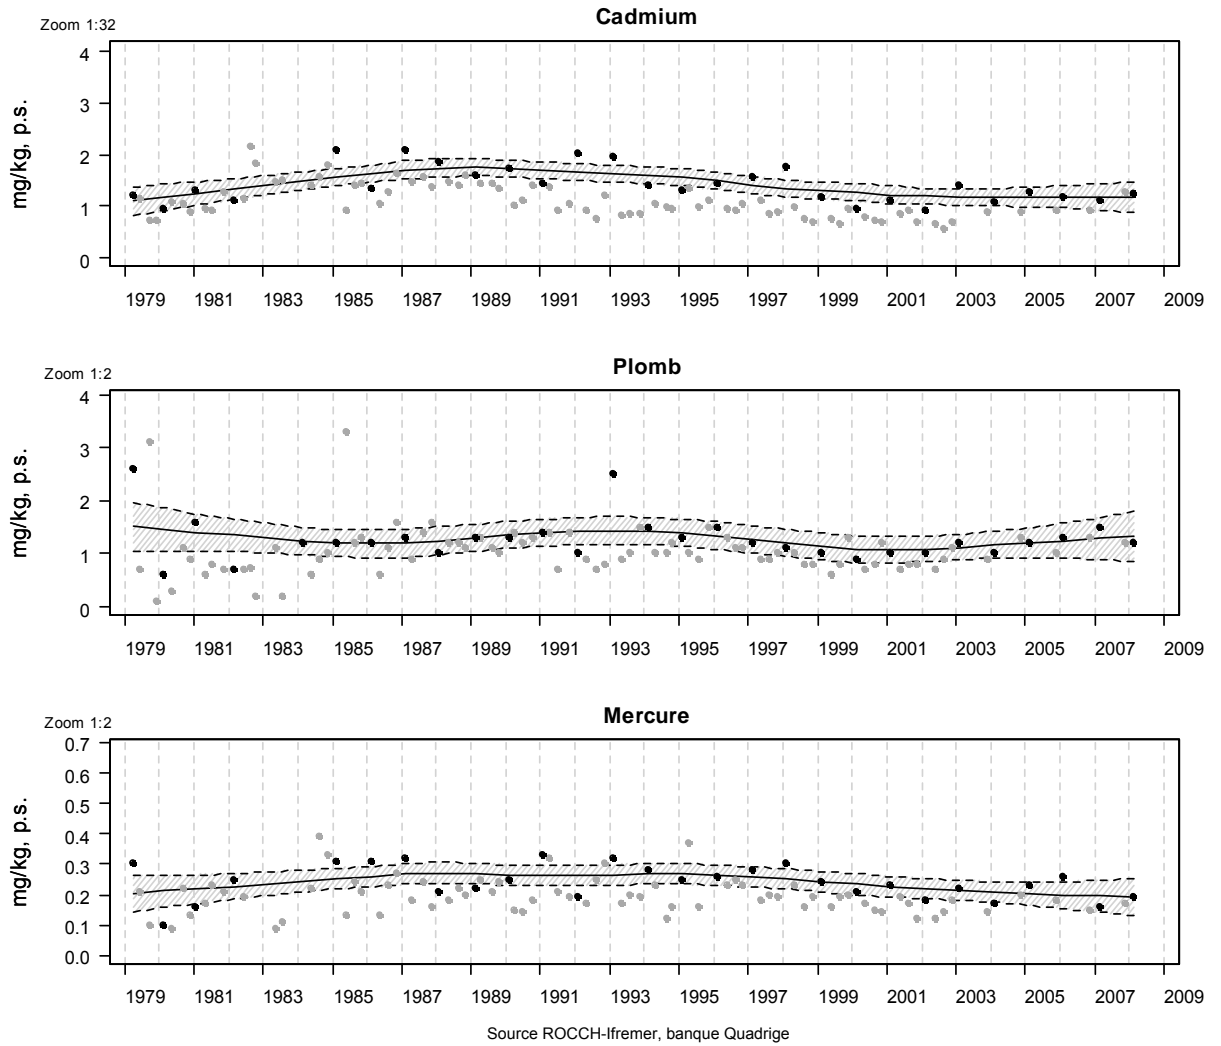 Cadmium
Zoom 1:32
mg/kg, p.s.
4
3
2
1
0
1979 1981 1983 1985 1987 1989 1991 1993 1995 1997 1999 2001 2003 2005 2007 2009
Plomb
Zoom 1:2
mg/kg, p.s.
4
3
2
1
0
1979 1981 1983 1985 1987 1989 1991 1993 1995 1997 1999 2001 2003 2005 2007 2009
Mercure
Zoom 1:2
mg/kg, p.s.
0.7
0.6
0.5
0.4
0.3
0.2
0.1
0.0
1979 1981 1983 1985 1987 1989 1991 1993 1995 1997 1999 2001 2003 2005 2007 2009
Source ROCCH-Ifremer, banque Quadrige